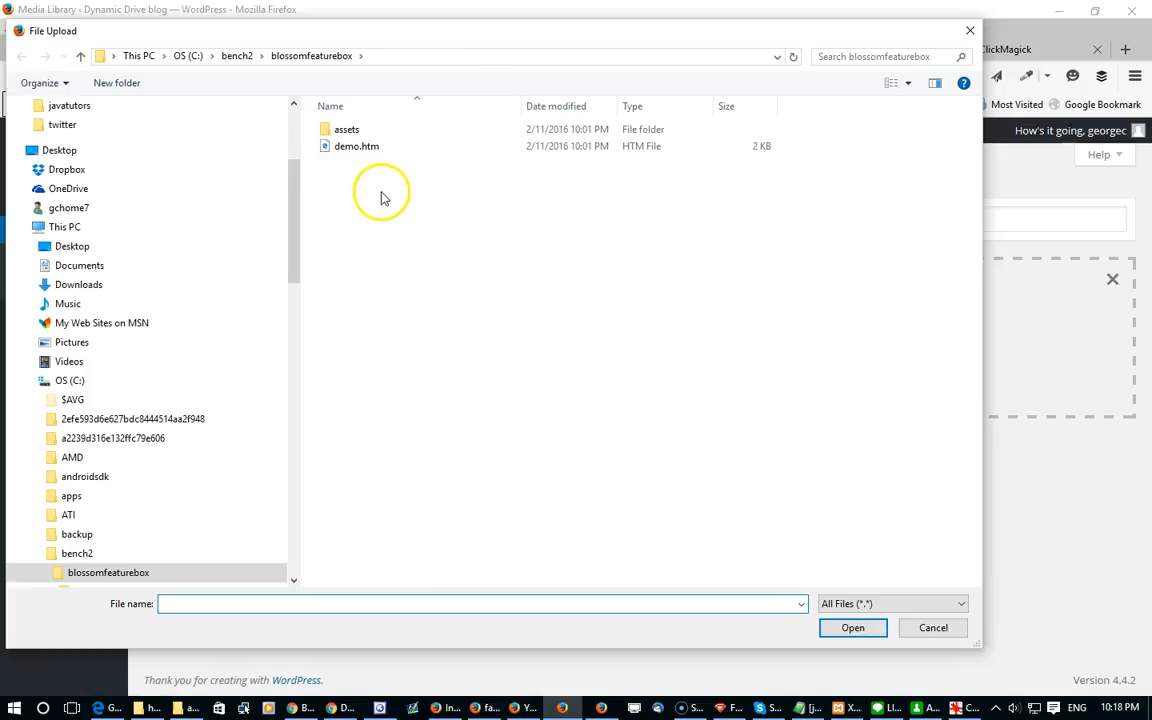 Media Library ‹ Dynamic Drive blog — WordPress - Mozilla Firefox
File Upload
This PC > OS (C:) > bench2 > blossomfeaturebox >
Search blossomfeaturebox
ClickMagick
Organize
New folder
Most Visited
Google Bookmark
Name
Date modified
Type
Size
assets
2/11/2016 10:01 PM
File folder
demo.htm
2/11/2016 10:01 PM
HTM File
2 KB
How's it going, georgec
Help
javatutors
twitter
Desktop
Dropbox
OneDrive
gchome7
This PC
Desktop
Documents
Downloads
Music
My Web Sites on MSN
Pictures
Videos
OS (C:)
$AVG
2efe593d6e627bdc8444514aa2f948
a2239d316e132ffc79e606
AMD
androidsdk
apps
ATI
backup
bench2
blossomfeaturebox
File name:
All Files (*.*)
Open
Cancel
Thank you for creating with WordPress.
Version 4.4.2
G...
h...
a...
B...
D...
In...
fa...
Y...
S...
F...
S...
[j...
X...
Ll...
A...
C...
ENG
10:18 PM